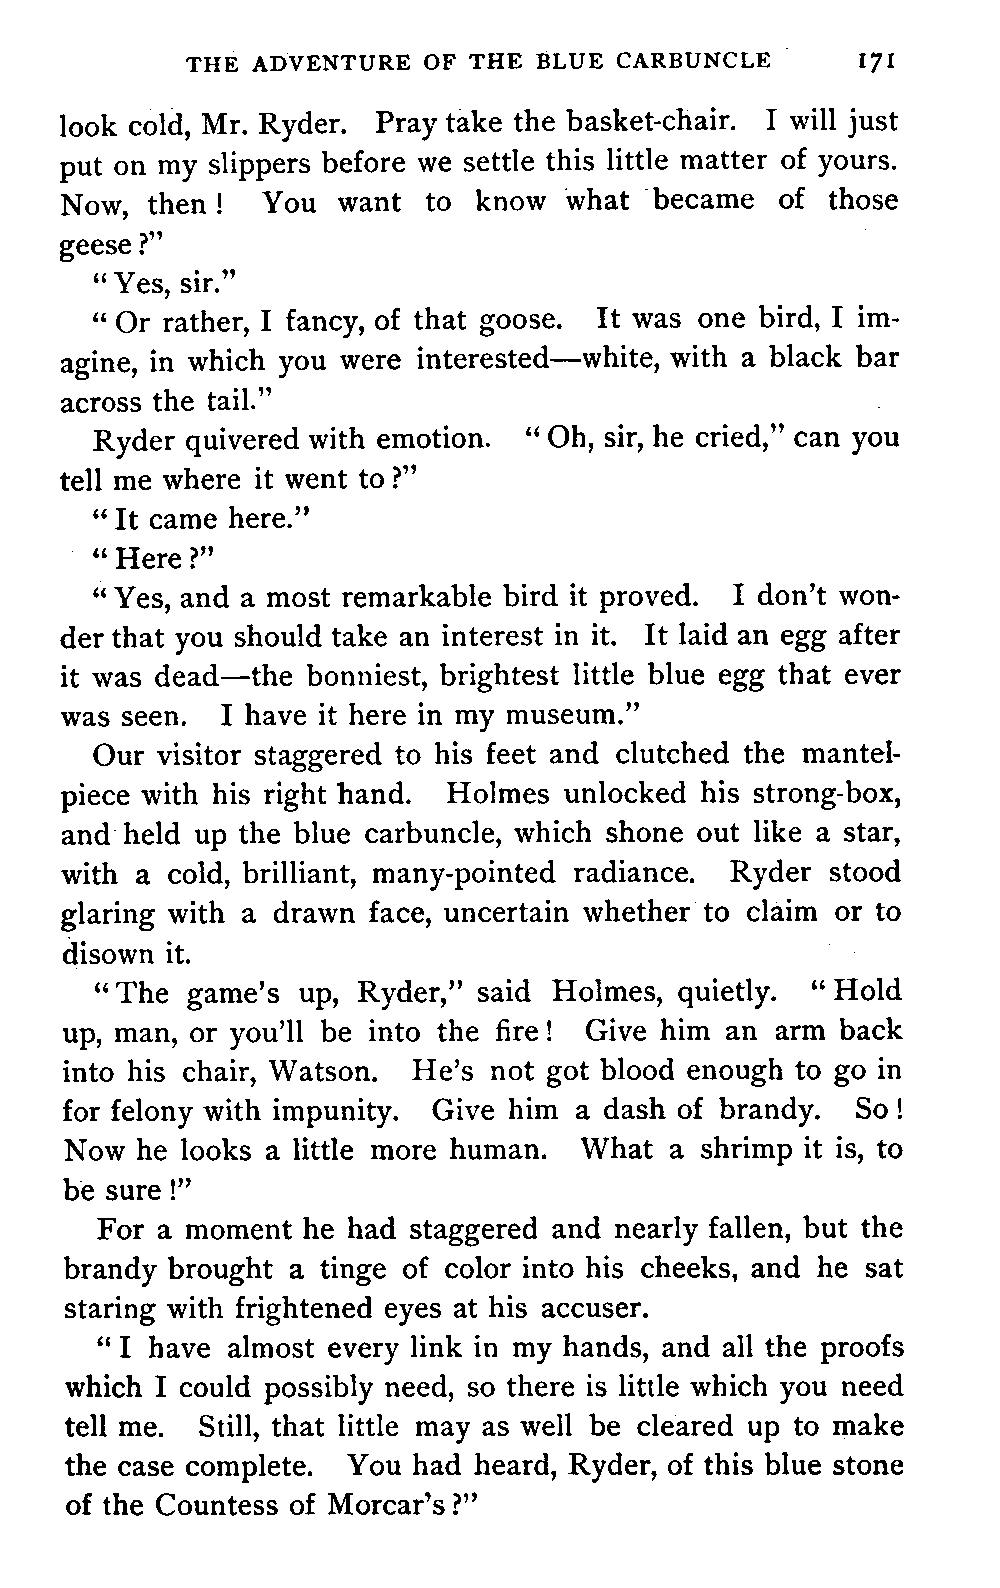 THE ADVENTURE OF THE BLUE CARBUNCLE 171
look cold, Mr. Ryder. Pray take the basket-chair. I will just
put on my slippers before we settle this little matter of yours.
Now, then! You want to know what became of those
geese?"
"Yes, sir."
"Or rather, I fancy, of that goose. It was one bird, I im-
agine, in which you were interested—white, with a black bar
across the tail."
Ryder quivered with emotion. "Oh, sir, he cried," can you
tell me where it went to?"
"It came here."
"Here?"
"Yes, and a most remarkable bird it proved. I don't won-
der that you should take an interest in it. It laid an egg after
it was dead—the bonniest, brightest little blue egg that ever
was seen. I have it here in my museum."
Our visitor staggered to his feet and clutched the mantel-
piece with his right hand. Holmes unlocked his strong-box,
and held up the blue carbuncle, which shone out like a star,
with a cold, brilliant, many-pointed radiance. Ryder stood
glaring with a drawn face, uncertain whether to claim or to
disown it.
"The game's up, Ryder," said Holmes, quietly. "Hold
up, man, or you'll be into the fire! Give him an arm back
into his chair, Watson. He's not got blood enough to go in
for felony with impunity. Give him a dash of brandy. So!
Now he looks a little more human. What a shrimp it is, to
be sure!"
For a moment he had staggered and nearly fallen, but the
brandy brought a tinge of color into his cheeks, and he sat
staring with frightened eyes at his accuser.
"I have almost every link in my hands, and all the proofs
which I could possibly need, so there is little which you need
tell me. Still, that little may as well be cleared up to make
the case complete. You had heard, Ryder, of this blue stone
of the Countess of Morcar's?"